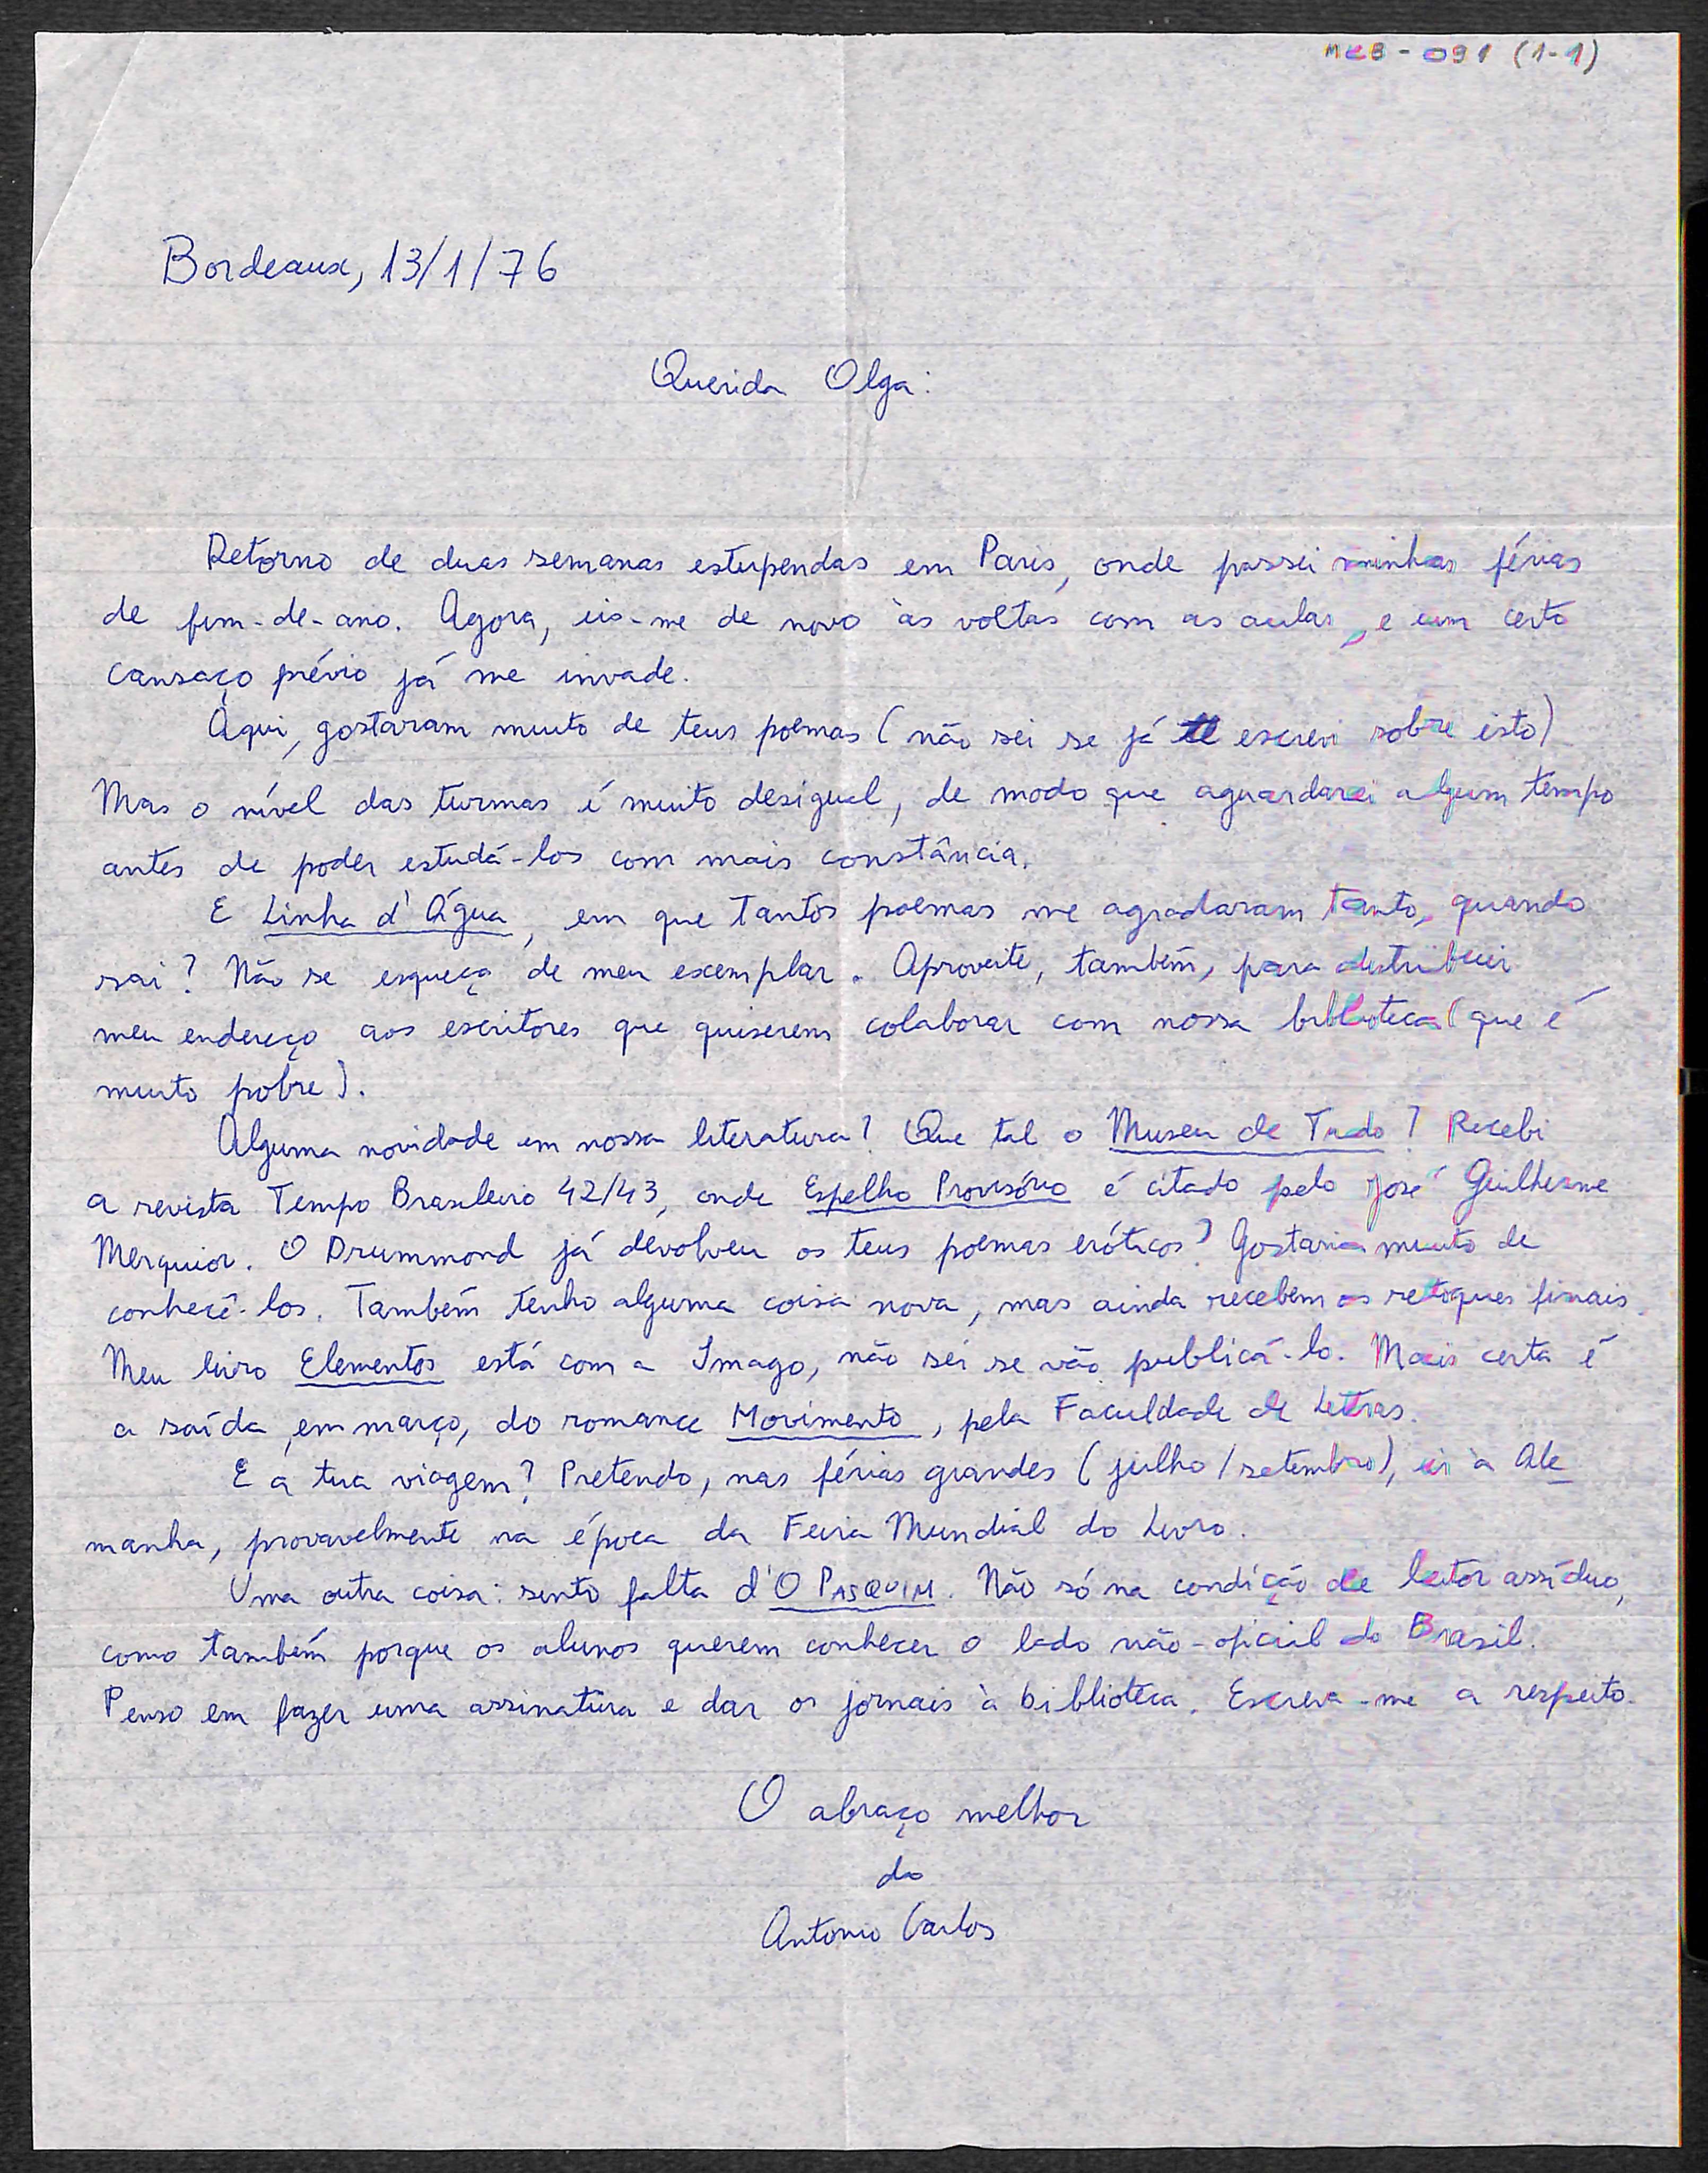 MCB - 091 (1-1)
Bordeaux, 13/1/76
Querida Olga:
Retorno de duas semanas estupendas em Paris, onde passei minhas férias
de fim-de-ano. Agora, eis-me de novo às voltas com as aulas, e um certo
cansaço prévio já me invade.
Aqui, gostaram muito de teus poemas (não sei se já te escrevi sobre isto)
Mas o nível das turmas é muito desigual, de modo que aguardarei algum tempo
antes de poder estudá-los com mais constância.
E Linha d'Água, em que tantos poemas me agradaram tanto, quando
sai? Não se esqueça de meu exemplar. Aproveite, também, para distribuir
meu endereço aos escritores que quiserem colaborar com nossa biblioteca (que é
muito pobre).
Alguma novidade em nossa literatura? Que tal o Museu de Tudo? Recebi
a revista Tempo Brasileiro 42/43, onde Espelho Provisório é citado pelo José Guilherme
Merquior. O Drummond já devolveu os teus poemas eróticos? Gostaria muito de
conhecê-los. Também tenho alguma coisa nova, mas ainda recebem os retoques finais.
Meu livro Elementos está com a Imago, não sei se vão publicá-lo. Mais certa é
a saída, em março, do romance Movimento, pela Faculdade de Letras.
E a tua viagem? Pretendo, nas férias grandes (julho/setembro), ir à Ale
manha, provavelmente na época da Feira Mundial do Livro.
Uma outra coisa: sinto falta d'O PASQUIM. Não só na condição de leitor assíduo,
como também porque os alunos querem conhecer o lado não-oficial do Brasil.
Penso em fazer uma assinatura e dar os jornais à biblioteca. Escreva-me a respeito.
O abraço melhor
do
Antonio Carlos